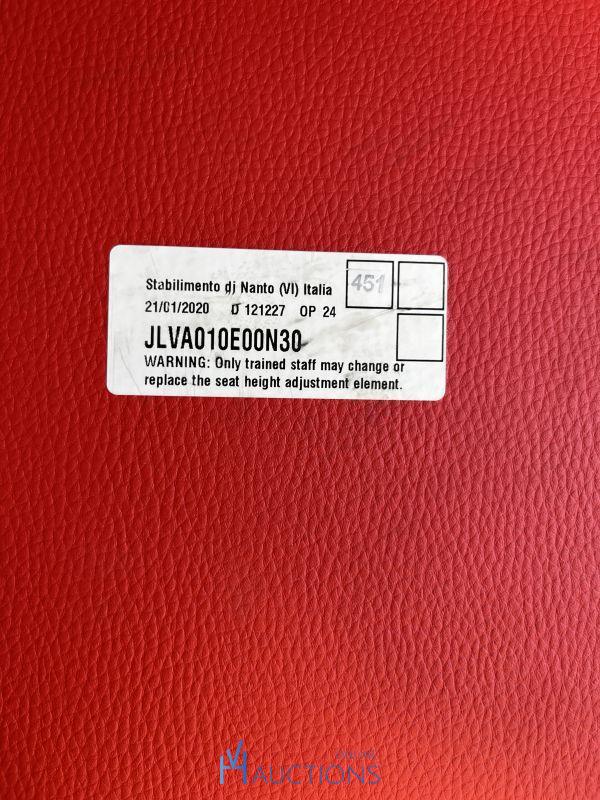 Stabilimento di Nanto (VI) Italia
451
21/01/2020 D 121227 OP 24
JLVA010E00N30
WARNING: Only trained staff may change or
replace the seat height adjustment element.
ONLINE
AUCTIONS